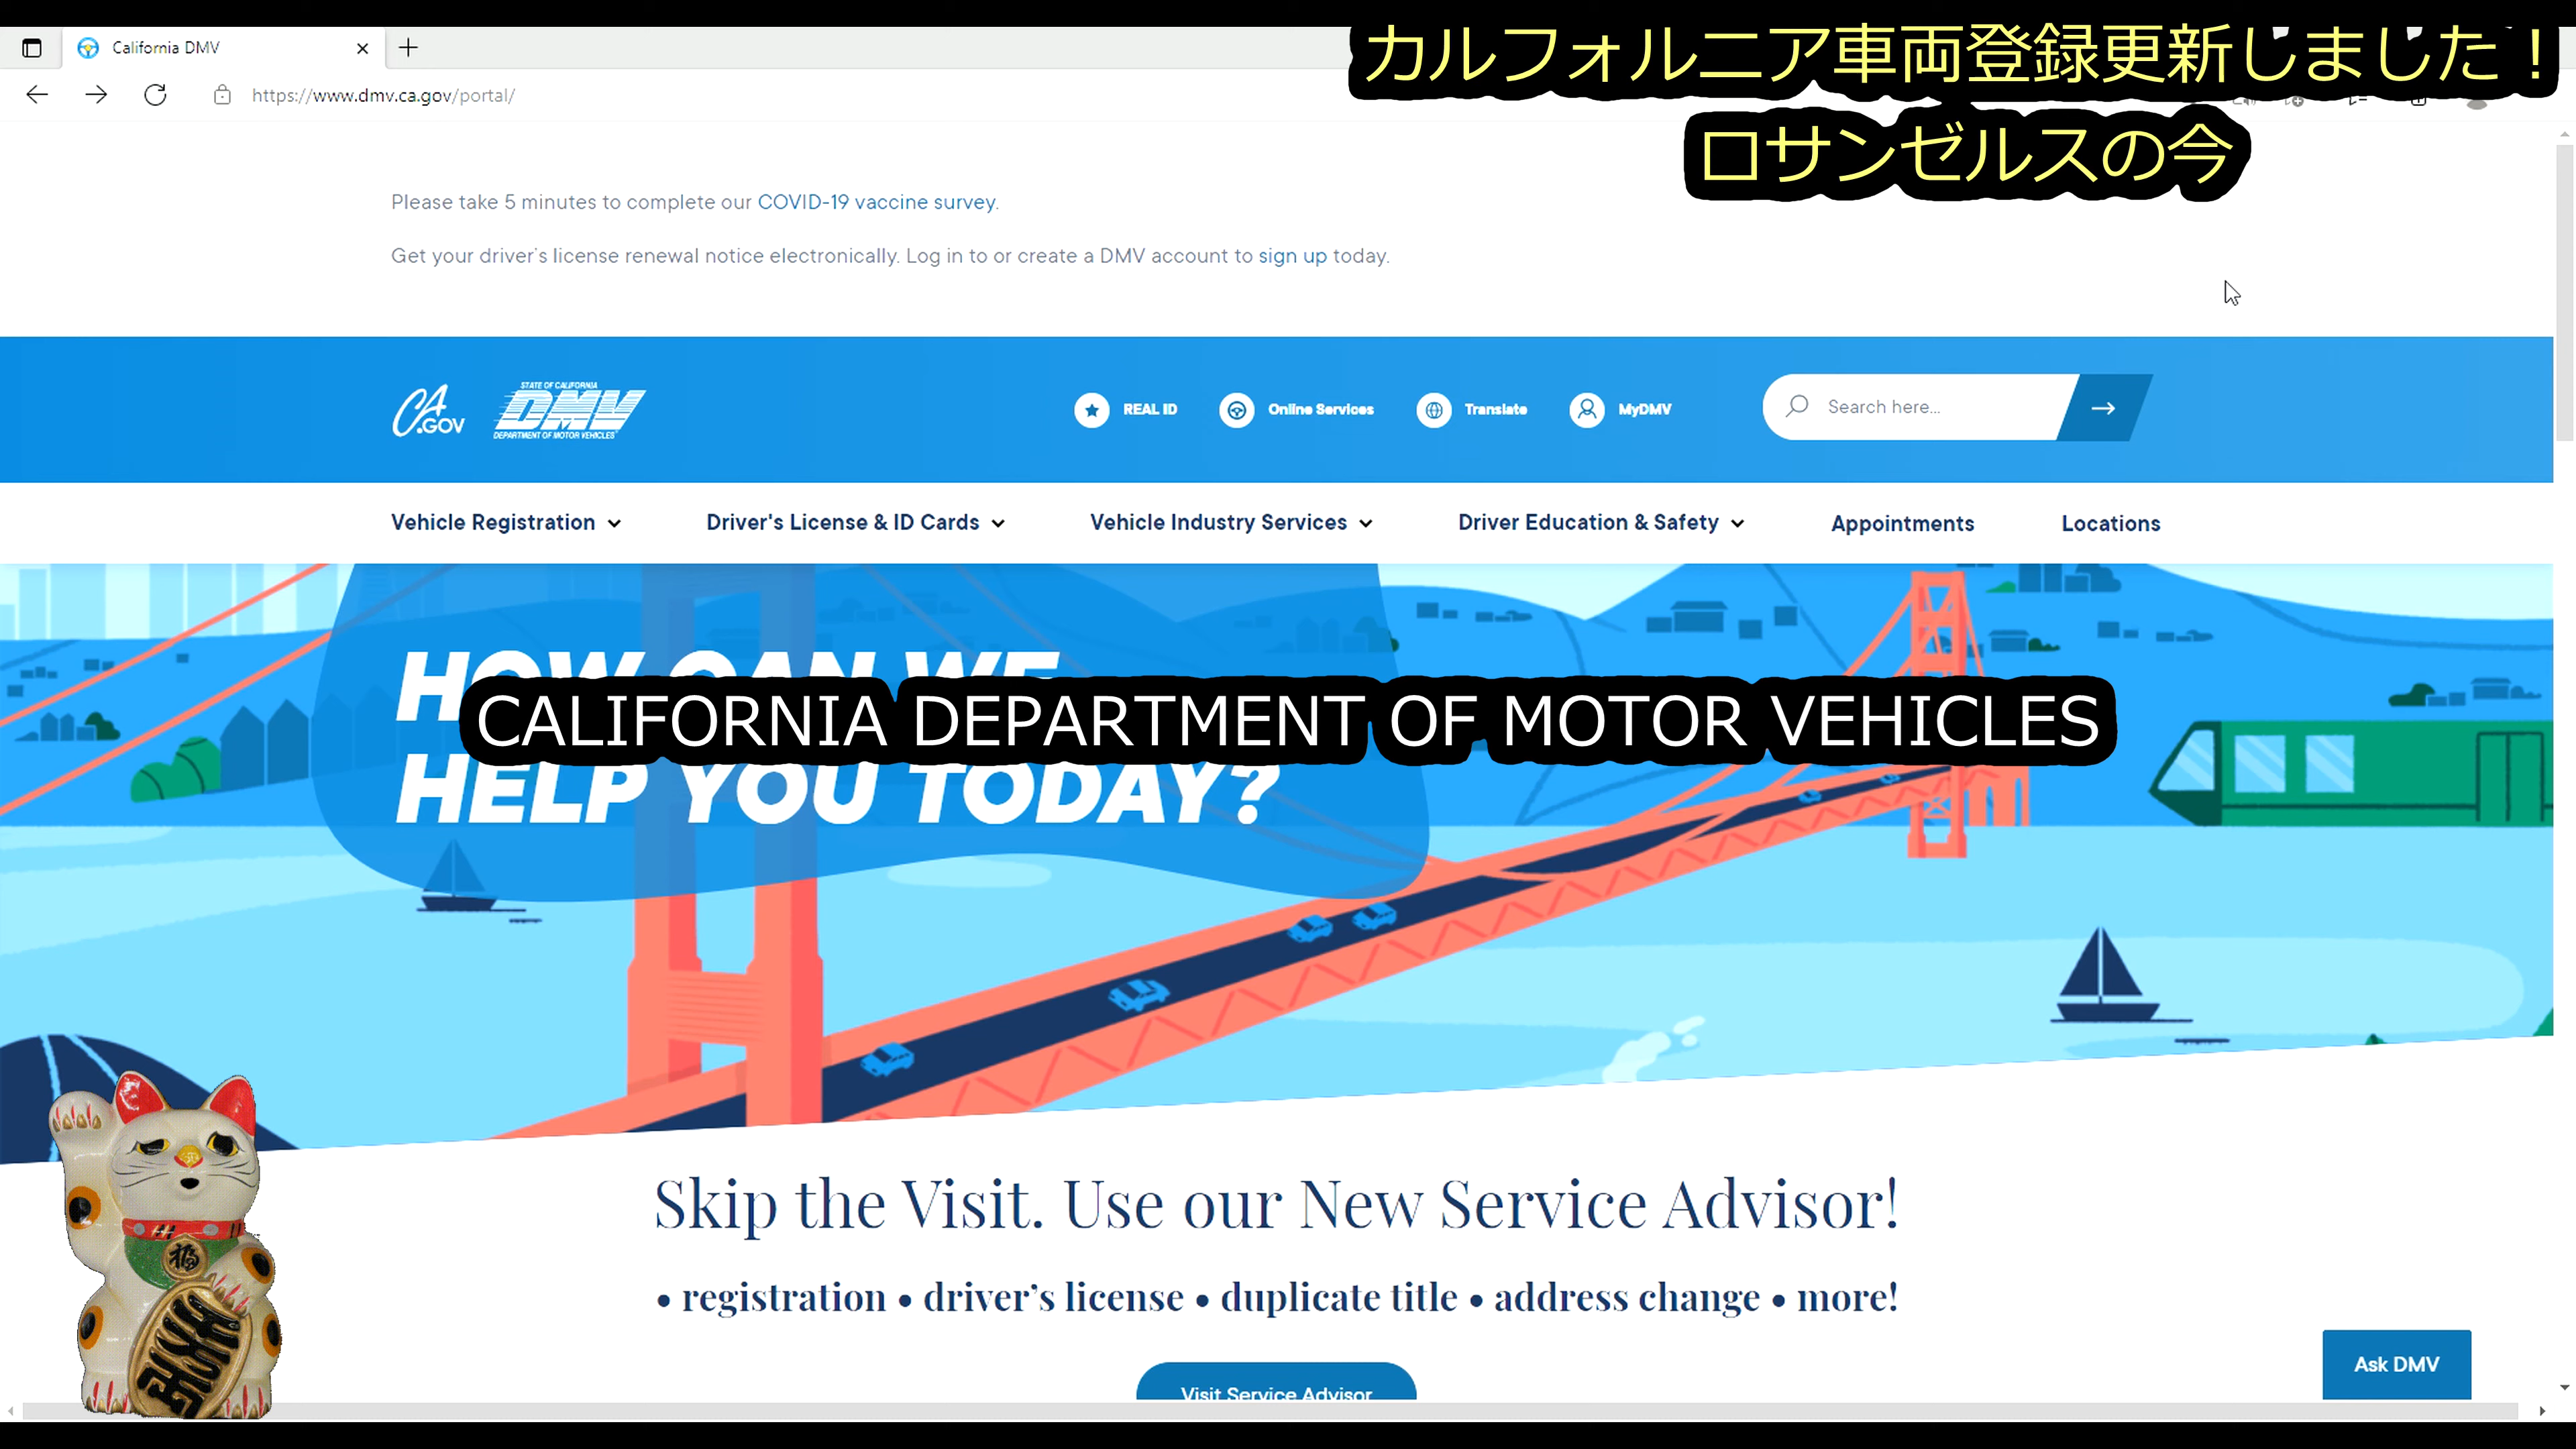 California DMV
カルフォルニア車両登録更新しました！
https://www.dmv.ca.gov/portal/
ロサンゼルスの今
Please take 5 minutes to complete our COVID-19 vaccine survey.
Get your driver's license renewal notice electronically. Log in to or create a DMV account to sign up today.
CA.GOV
STATE OF CALIFORNIA
DMV
DEPARTMENT OF MOTOR VEHICLES
REAL ID
Online Services
Translate
MyDMV
Search here...
Vehicle Registration
Driver's License & ID Cards
Vehicle Industry Services
Driver Education & Safety
Appointments
Locations
HOW CAN WE
CALIFORNIA DEPARTMENT OF MOTOR VEHICLES
HELP YOU TODAY?
Skip the Visit. Use our New Service Advisor!
• registration • driver's license • duplicate title • address change • more!
Visit Service Advisor
Ask DMV
福